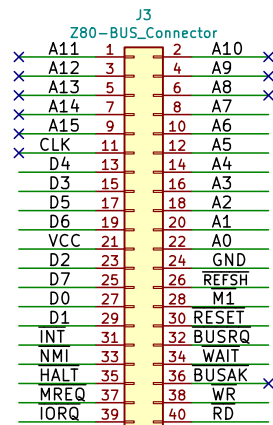 J3
Z80-BUS_Connector
A11 1 2 A10
A12 3 4 A9
A13 5 6 A8
A14 7 8 A7
A15 9 10 A6
CLK 11 12 A5
D4 13 14 A4
D3 15 16 A3
D5 17 18 A2
D6 19 20 A1
VCC 21 22 A0
D2 23 24 GND
D7 25 26 REFSH
D0 27 28 M1
D1 29 30 RESET
INT 31 32 BUSRQ
NMI 33 34 WAIT
HALT 35 36 BUSAK
MREQ 37 38 WR
IORQ 39 40 RD